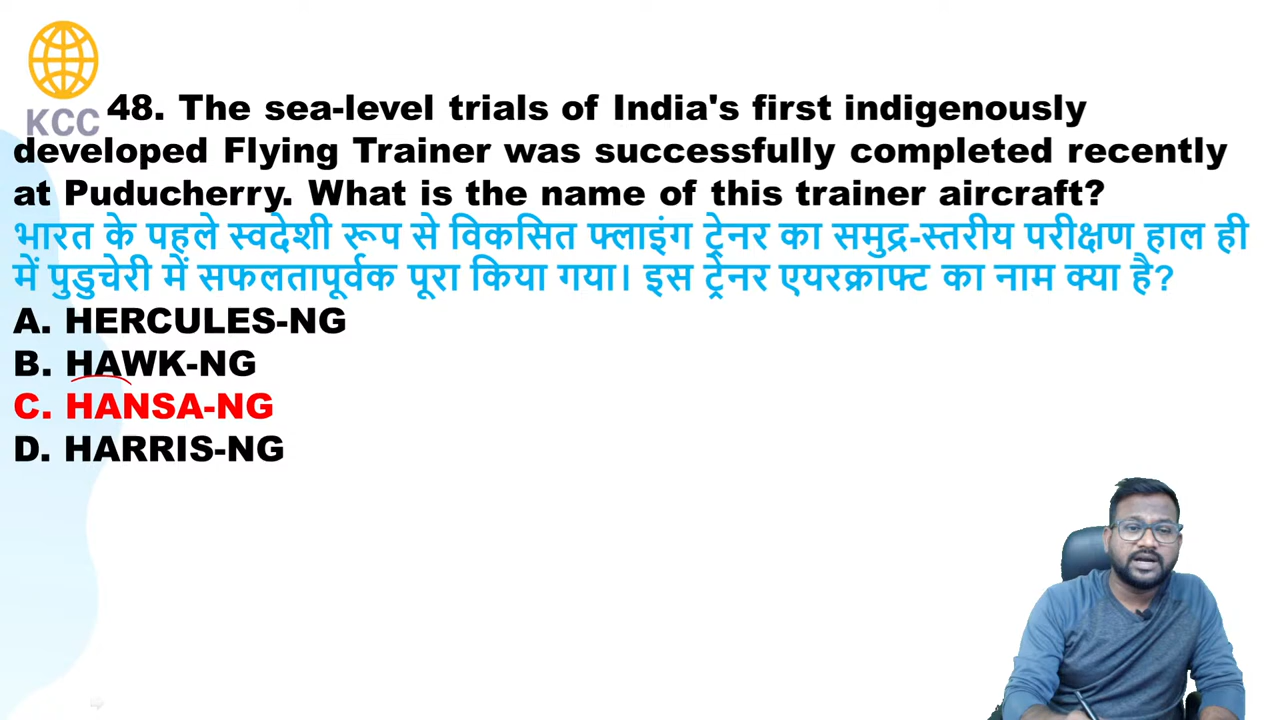 KCC
48. The sea-level trials of India's first indigenously
developed Flying Trainer was successfully completed recently
at Puducherry. What is the name of this trainer aircraft?
भारत के पहले स्वदेशी रूप से विकसित फ्लाइंग ट्रेनर का समुद्र-स्तरीय परीक्षण हाल ही
में पुडुचेरी में सफलतापूर्वक पूरा किया गया। इस ट्रेनर एयरक्राफ्ट का नाम क्या है?
A. HERCULES-NG
B. HAWK-NG
C. HANSA-NG
D. HARRIS-NG